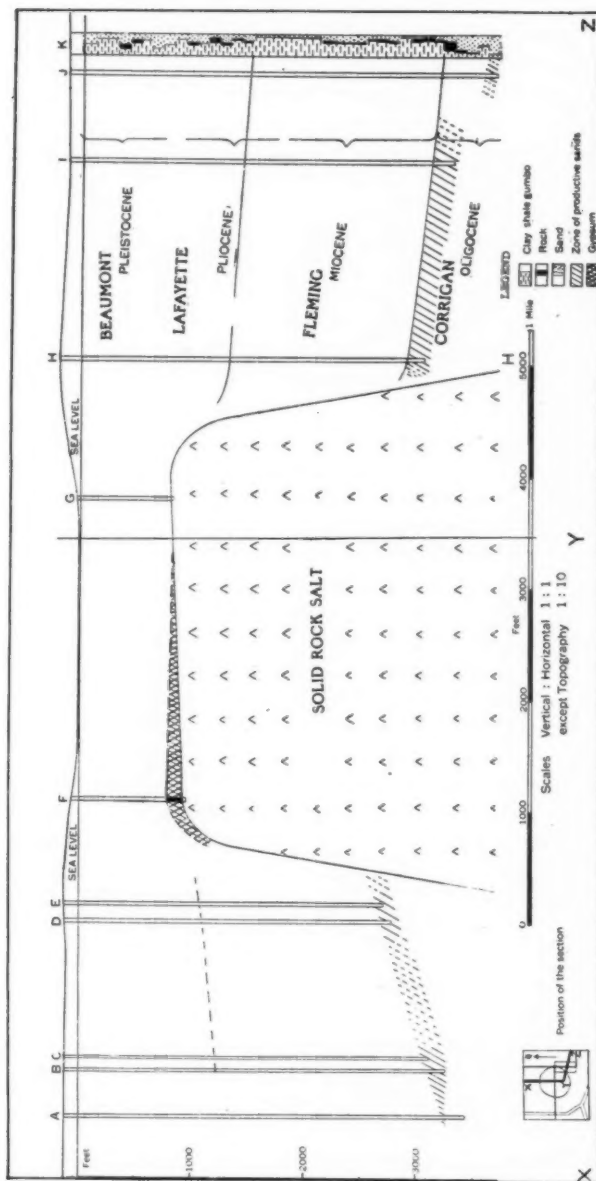 A
B
C
D
E
F
G
H
I
J
K
SEA LEVEL
SEA LEVEL
Feet
1000
2000
3000
BEAUMONT
PLEISTOCENE
LAFAYETTE
PLIOCENE
FLEMING
MIOCENE
CORRIGAN
OLIGOCENE
SOLID ROCK SALT
H
LEGEND
Clay shale gumbo
Rock
Sand
Zone of productive sands
Gypsum
0
1000
2000
3000
4000
5000
1 Mile
Feet
Scales Vertical : Horizontal 1 : 1
except Topography 1 : 10
Position of the section
X
Y
Z